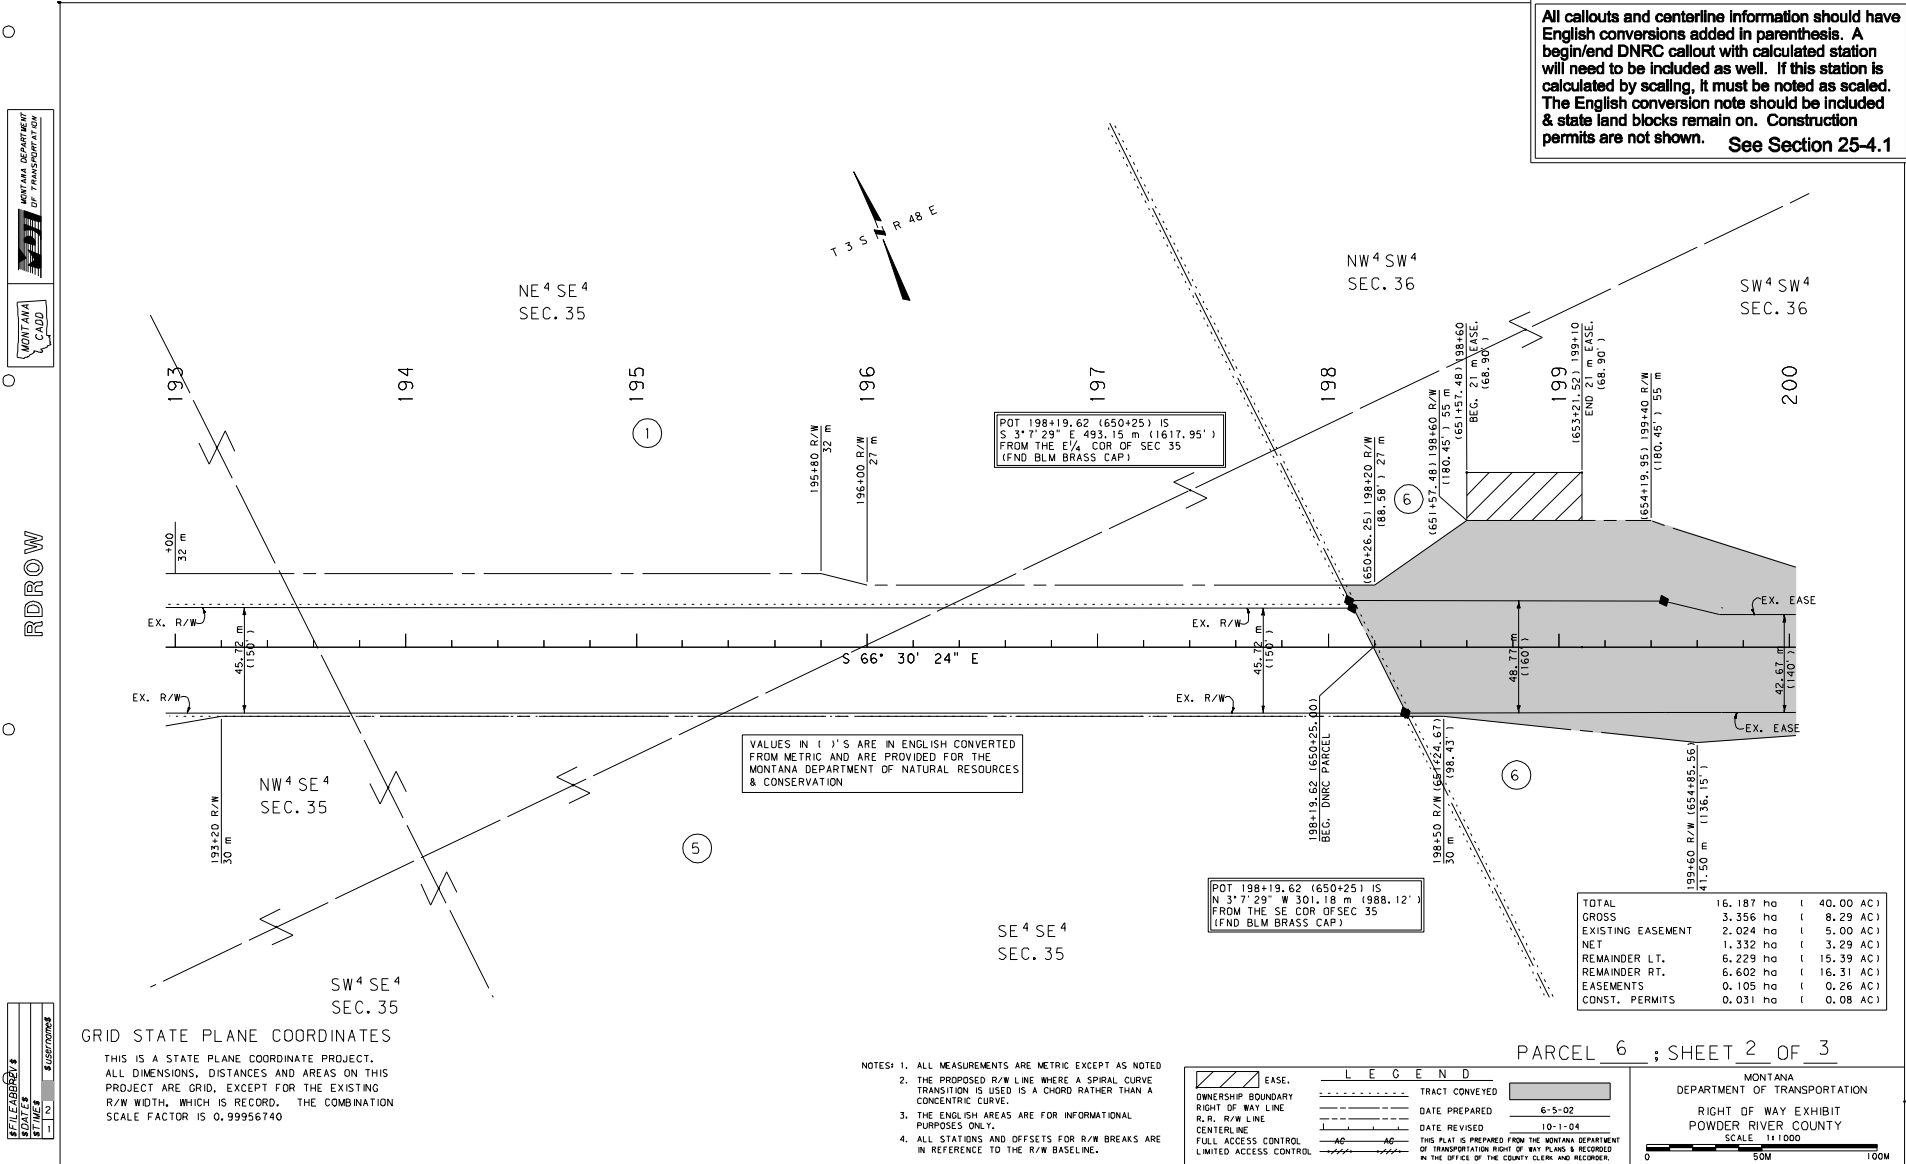 All callouts and centerline information should have
English conversions added in parenthesis. A
begin/end DNRC callout with calculated station
will need to be included as well. If this station is
calculated by scaling, it must be noted as scaled.
The English conversion note should be included
& state land blocks remain on. Construction
permits are not shown. See Section 25-4.1
MONTANA DEPARTMENT
OF TRANSPORTATION
MONTANA
CADD
RDROW
$FILEABBREV$
$DATE$
$TIME$
$username$
1 2
T 3 S R 48 E
NE⁴ SE⁴
SEC. 35
NW⁴ SW⁴
SEC. 36
SW⁴ SW⁴
SEC. 36
193
194
195
196
197
198
199
200
1
+00
32 m
195+80 R/W
32 m
196+00 R/W
27 m
POT 198+19.62 (650+25) IS
S 3°7'29" E 493.15 m (1617.95')
FROM THE E¼ COR OF SEC 35
(FND BLM BRASS CAP)
(650+26.25) 198+20 R/W
(88.58') 27 m
6
(651+57.48) 198+60 R/W
(180.45') 55 m
(651+57.48) 198+60
BEG. 21 m EASE.
(68.90')
(653+21.52) 199+10
END 21 m EASE.
(68.90')
(654+19.95) 199+40 R/W
(180.45') 55 m
EX. R/W
45.72 m
(150')
EX. R/W
45.72 m
(150')
48.77 m
(160')
EX. EASE
42.67 m
(140')
S 66° 30' 24" E
EX. R/W
EX. R/W
EX. EASE
193+20 R/W
30 m
NW⁴ SE⁴
SEC. 35
VALUES IN ( )'S ARE IN ENGLISH CONVERTED
FROM METRIC AND ARE PROVIDED FOR THE
MONTANA DEPARTMENT OF NATURAL RESOURCES
& CONSERVATION
198+19.62 (650+25.00)
BEG. DNRC PARCEL
198+50 R/W (651+24.67)
30 m (98.43')
6
199+60 R/W (654+85.56)
41.50 m (136.15')
5
POT 198+19.62 (650+25) IS
N 3°7'29" W 301.18 m (988.12')
FROM THE SE COR OFSEC 35
(FND BLM BRASS CAP)
SE⁴ SE⁴
SEC. 35
SW⁴ SE⁴
SEC. 35
TOTAL 16.187 ha ( 40.00 AC)
GROSS 3.356 ha ( 8.29 AC)
EXISTING EASEMENT 2.024 ha ( 5.00 AC)
NET 1.332 ha ( 3.29 AC)
REMAINDER LT. 6.229 ha ( 15.39 AC)
REMAINDER RT. 6.602 ha ( 16.31 AC)
EASEMENTS 0.105 ha ( 0.26 AC)
CONST. PERMITS 0.031 ha ( 0.08 AC)
GRID STATE PLANE COORDINATES
THIS IS A STATE PLANE COORDINATE PROJECT.
ALL DIMENSIONS, DISTANCES AND AREAS ON THIS
PROJECT ARE GRID, EXCEPT FOR THE EXISTING
R/W WIDTH, WHICH IS RECORD. THE COMBINATION
SCALE FACTOR IS 0.99956740
PARCEL 6 ; SHEET 2 OF 3
NOTES: 1. ALL MEASUREMENTS ARE METRIC EXCEPT AS NOTED
2. THE PROPOSED R/W LINE WHERE A SPIRAL CURVE
TRANSITION IS USED IS A CHORD RATHER THAN A
CONCENTRIC CURVE.
3. THE ENGLISH AREAS ARE FOR INFORMATIONAL
PURPOSES ONLY.
4. ALL STATIONS AND OFFSETS FOR R/W BREAKS ARE
IN REFERENCE TO THE R/W BASELINE.
LEGEND
EASE.
OWNERSHIP BOUNDARY
RIGHT OF WAY LINE
R.R. R/W LINE
CENTERLINE
FULL ACCESS CONTROL AC AC
LIMITED ACCESS CONTROL
TRACT CONVEYED
DATE PREPARED 6-5-02
DATE REVISED 10-1-04
THIS PLAT IS PREPARED FROM THE MONTANA DEPARTMENT
OF TRANSPORTATION RIGHT OF WAY PLANS & RECORDED
IN THE OFFICE OF THE COUNTY CLERK AND RECORDER.
MONTANA
DEPARTMENT OF TRANSPORTATION
RIGHT OF WAY EXHIBIT
POWDER RIVER COUNTY
SCALE 1:1000
0 50M 100M